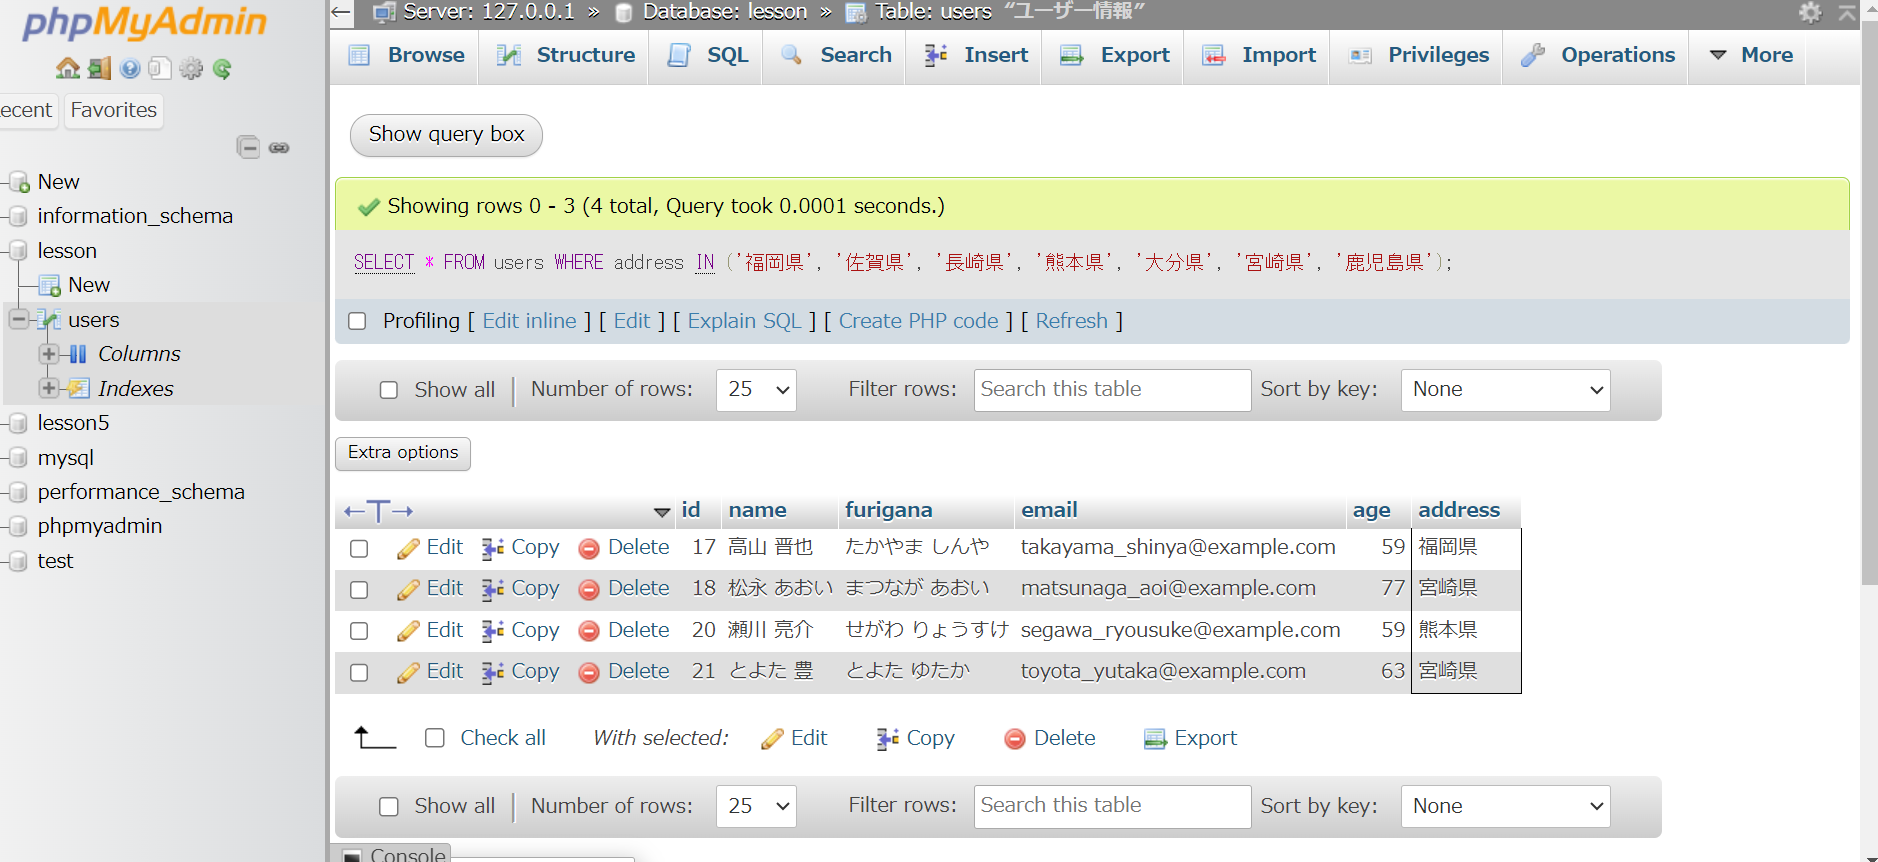 phpMyAdmin
ecent Favorites
New
information_schema
lesson
New
users
Columns
Indexes
lesson5
mysql
performance_schema
phpmyadmin
test
Server: 127.0.0.1 » Database: lesson » Table: users “ユーザー情報”
Browse Structure SQL Search Insert Export Import Privileges Operations More
Show query box
Showing rows 0 - 3 (4 total, Query took 0.0001 seconds.)
SELECT * FROM users WHERE address IN ('福岡県', '佐賀県', '長崎県', '熊本県', '大分県', '宮崎県', '鹿児島県');
Profiling [ Edit inline ] [ Edit ] [ Explain SQL ] [ Create PHP code ] [ Refresh ]
Show all Number of rows: 25 Filter rows: Search this table Sort by key: None
Extra options
←T→ id name furigana email age address
Edit Copy Delete 17 高山 晋也 たかやま しんや takayama_shinya@example.com 59 福岡県
Edit Copy Delete 18 松永 あおい まつなが あおい matsunaga_aoi@example.com 77 宮崎県
Edit Copy Delete 20 瀬川 亮介 せがわ りょうすけ segawa_ryousuke@example.com 59 熊本県
Edit Copy Delete 21 とよた 豊 とよた ゆたか toyota_yutaka@example.com 63 宮崎県
Check all With selected: Edit Copy Delete Export
Show all Number of rows: 25 Filter rows: Search this table Sort by key: None
Console